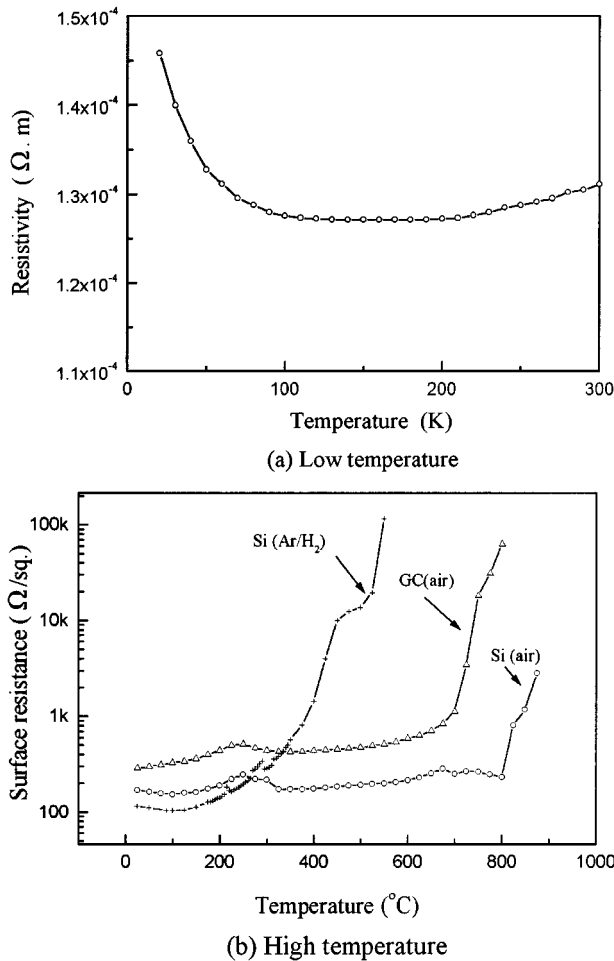 1.5x10⁻⁴
1.4x10⁻⁴
1.3x10⁻⁴
1.2x10⁻⁴
1.1x10⁻⁴
Resistivity ( Ω . m )
0 100 200 300
Temperature (K)
(a) Low temperature
100k
10k
1k
100
Surface resistance ( Ω /sq. )
Si (Ar/H₂)
GC(air)
Si (air)
0 200 400 600 800 1000
Temperature (°C)
(b) High temperature